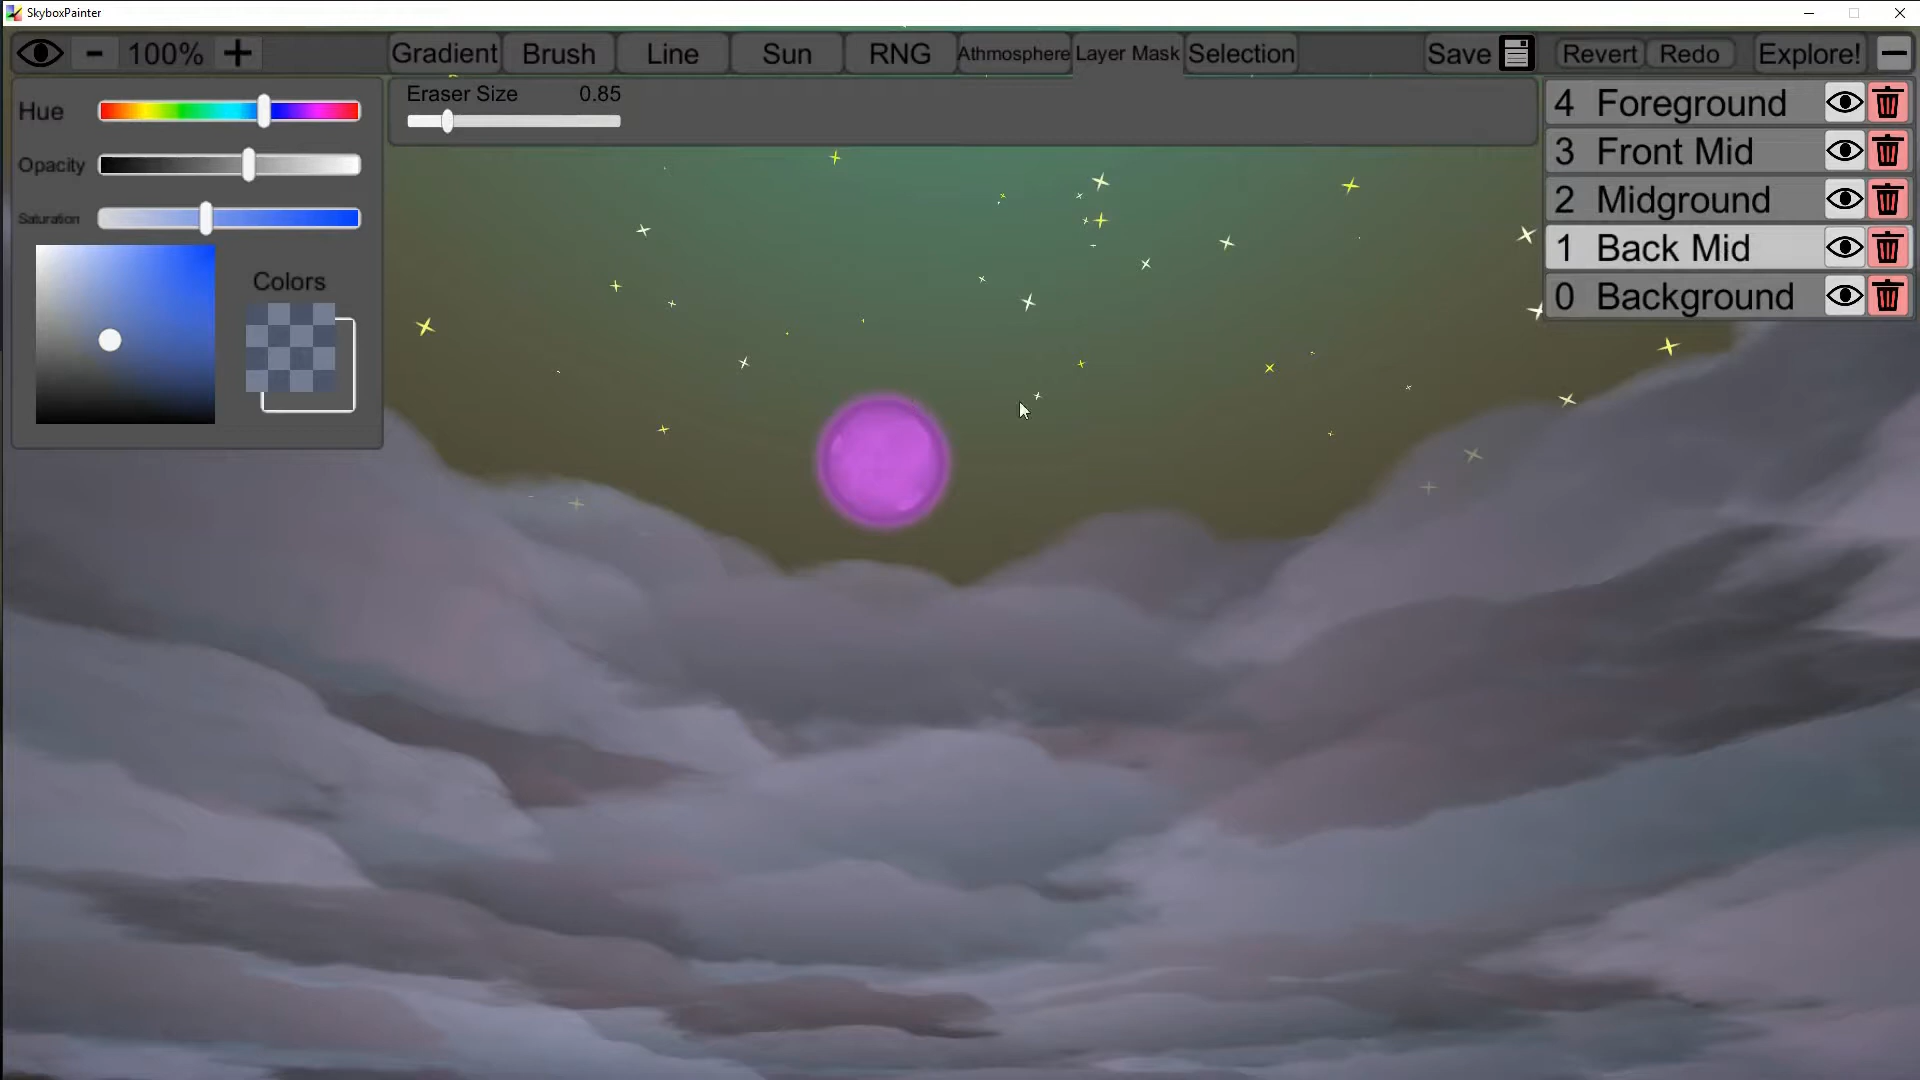 SkyboxPainter
- 100% + Gradient Brush Line Sun RNG Athmosphere Layer Mask Selection Save Revert Redo Explore!
Hue
Opacity
Saturation
Colors
Eraser Size 0.85
4 Foreground
3 Front Mid
2 Midground
1 Back Mid
0 Background